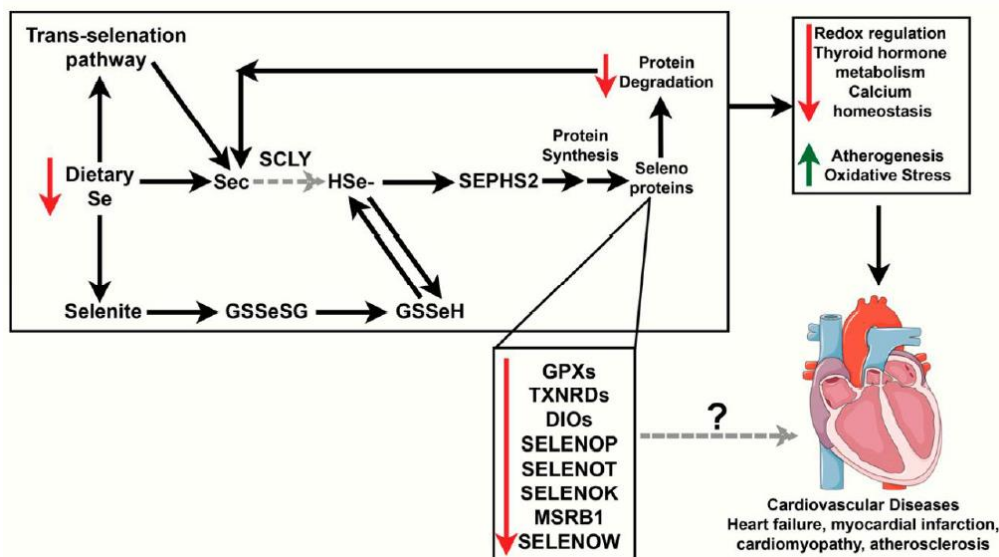 Trans-selenation
pathway
Dietary
Se
Selenite
GSSeSG
GSSeH
Sec
SCLY
HSe-
SEPHS2
Protein
Synthesis
Seleno
proteins
Protein
Degradation
Redox regulation
Thyroid hormone
metabolism
Calcium
homeostasis
Atherogenesis
Oxidative Stress
GPXs
TXNRDs
DIOs
SELENOP
SELENOT
SELENOK
MSRB1
SELENOW
?
Cardiovascular Diseases
Heart failure, myocardial infarction,
cardiomyopathy, atherosclerosis